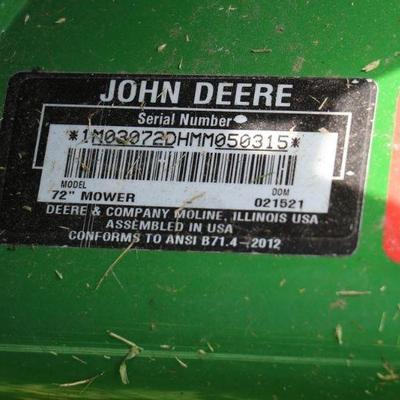 JOHN DEERE
Serial Number
*1M03072DHMM050315*
MODEL DOM
72" MOWER 021521
DEERE & COMPANY MOLINE, ILLINOIS USA
ASSEMBLED IN USA
CONFORMS TO ANSI B71.4-2012